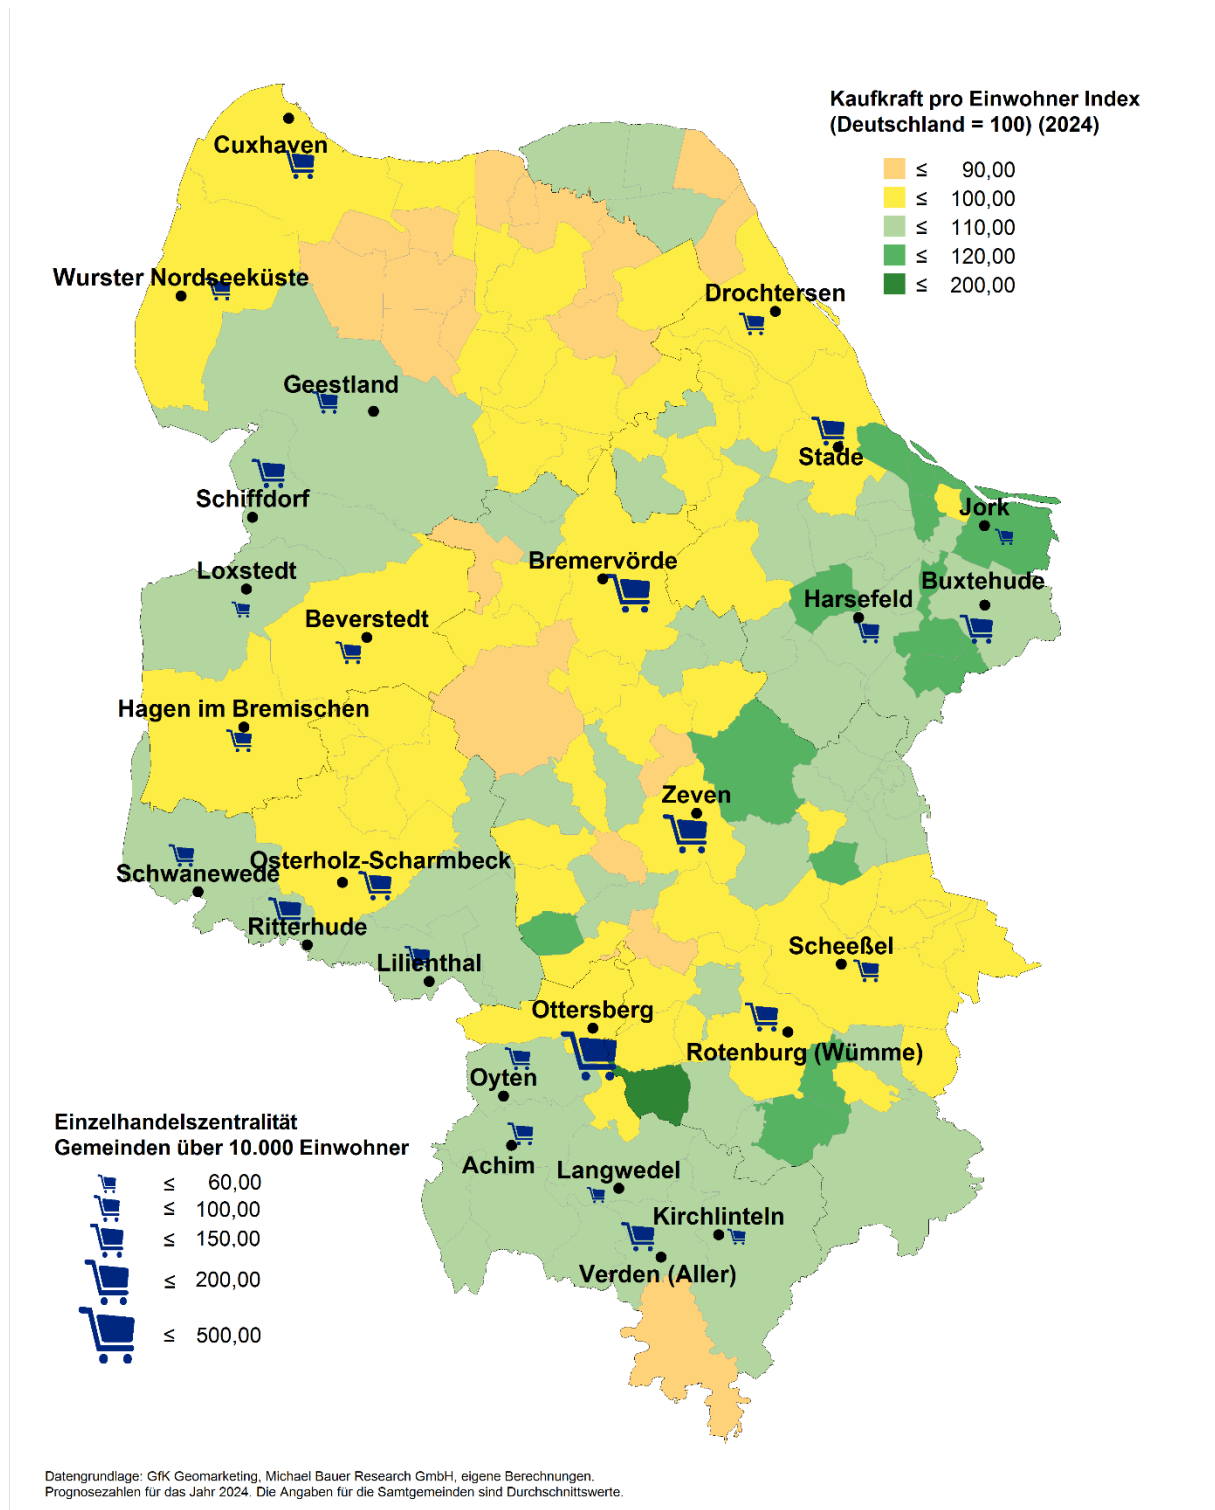 Kaufkraft pro Einwohner Index
(Deutschland = 100) (2024)
≤ 90,00
≤ 100,00
≤ 110,00
≤ 120,00
≤ 200,00
Cuxhaven
Wurster Nordseeküste
Drochtersen
Geestland
Stade
Schiffdorf
Jork
Bremervörde
Loxstedt
Buxtehude
Harsefeld
Beverstedt
Hagen im Bremischen
Zeven
Osterholz-Scharmbeck
Schwanewede
Ritterhude
Scheeßel
Lilienthal
Ottersberg
Rotenburg (Wümme)
Oyten
Achim
Langwedel
Kirchlinteln
Verden (Aller)
Einzelhandelszentralität
Gemeinden über 10.000 Einwohner
≤ 60,00
≤ 100,00
≤ 150,00
≤ 200,00
≤ 500,00
Datengrundlage: GfK Geomarketing, Michael Bauer Research GmbH, eigene Berechnungen.
Prognosezahlen für das Jahr 2024. Die Angaben für die Samtgemeinden sind Durchschnittswerte.